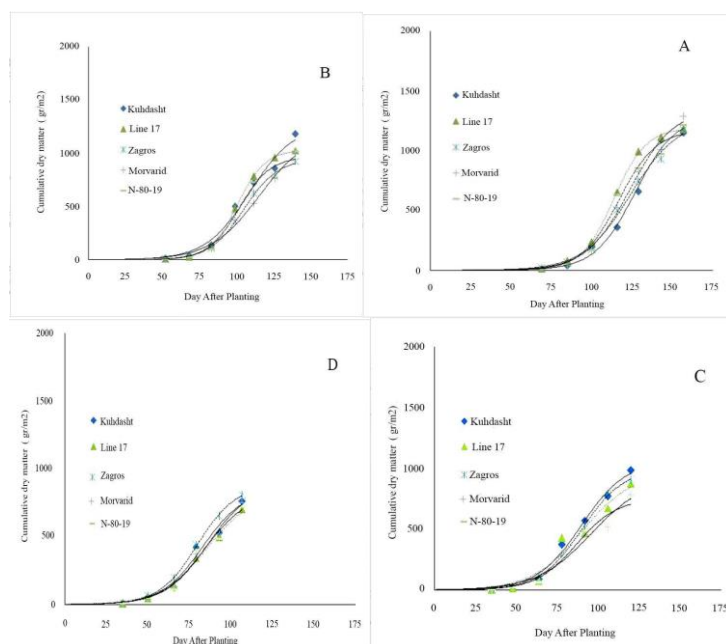 B
2000
1500
1000
500
0
0 25 50 75 100 125 150 175
Cumulative dry matter ( gr/m2)
Day After Planting
Kuhdasht
Line 17
Zagros
Morvarid
N-80-19
A
2000
1500
1000
500
0
0 25 50 75 100 125 150 175
Cumulative dry matter ( gr/m2)
Day After Planting
Kuhdasht
Line 17
Zagros
Morvarid
N-80-19
D
2000
1500
1000
500
0
0 25 50 75 100 125 150 175
Cumulative dry matter ( gr/m2)
Day After Planting
Kuhdasht
Line 17
Zagros
Morvarid
N-80-19
C
2000
1500
1000
500
0
0 25 50 75 100 125 150 175
Cumulative dry matter ( gr/m2)
Day After Planting
Kuhdasht
Line 17
Zagros
Morvarid
N-80-19